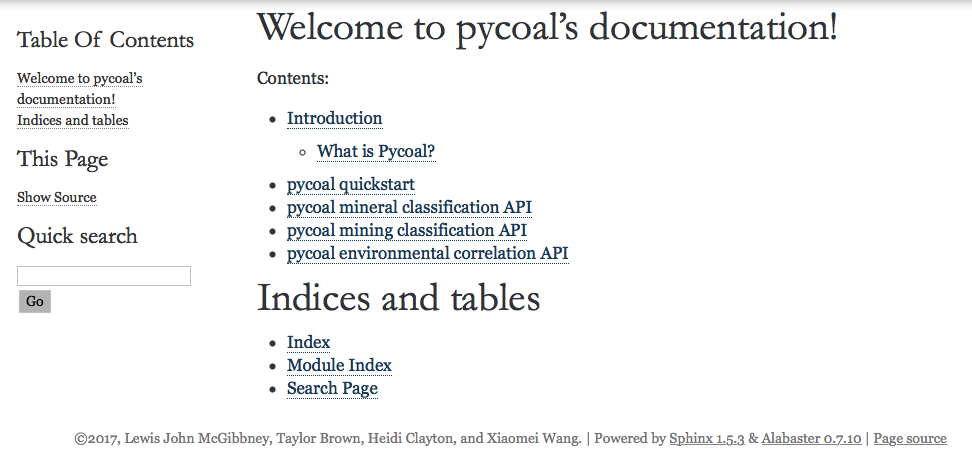 Table Of Contents
Welcome to pycoal's
documentation!
Indices and tables
This Page
Show Source
Quick search
Go
Welcome to pycoal's documentation!
Contents:
Introduction
What is Pycoal?
pycoal quickstart
pycoal mineral classification API
pycoal mining classification API
pycoal environmental correlation API
Indices and tables
Index
Module Index
Search Page
©2017, Lewis John McGibbney, Taylor Brown, Heidi Clayton, and Xiaomei Wang. | Powered by Sphinx 1.5.3 & Alabaster 0.7.10 | Page source